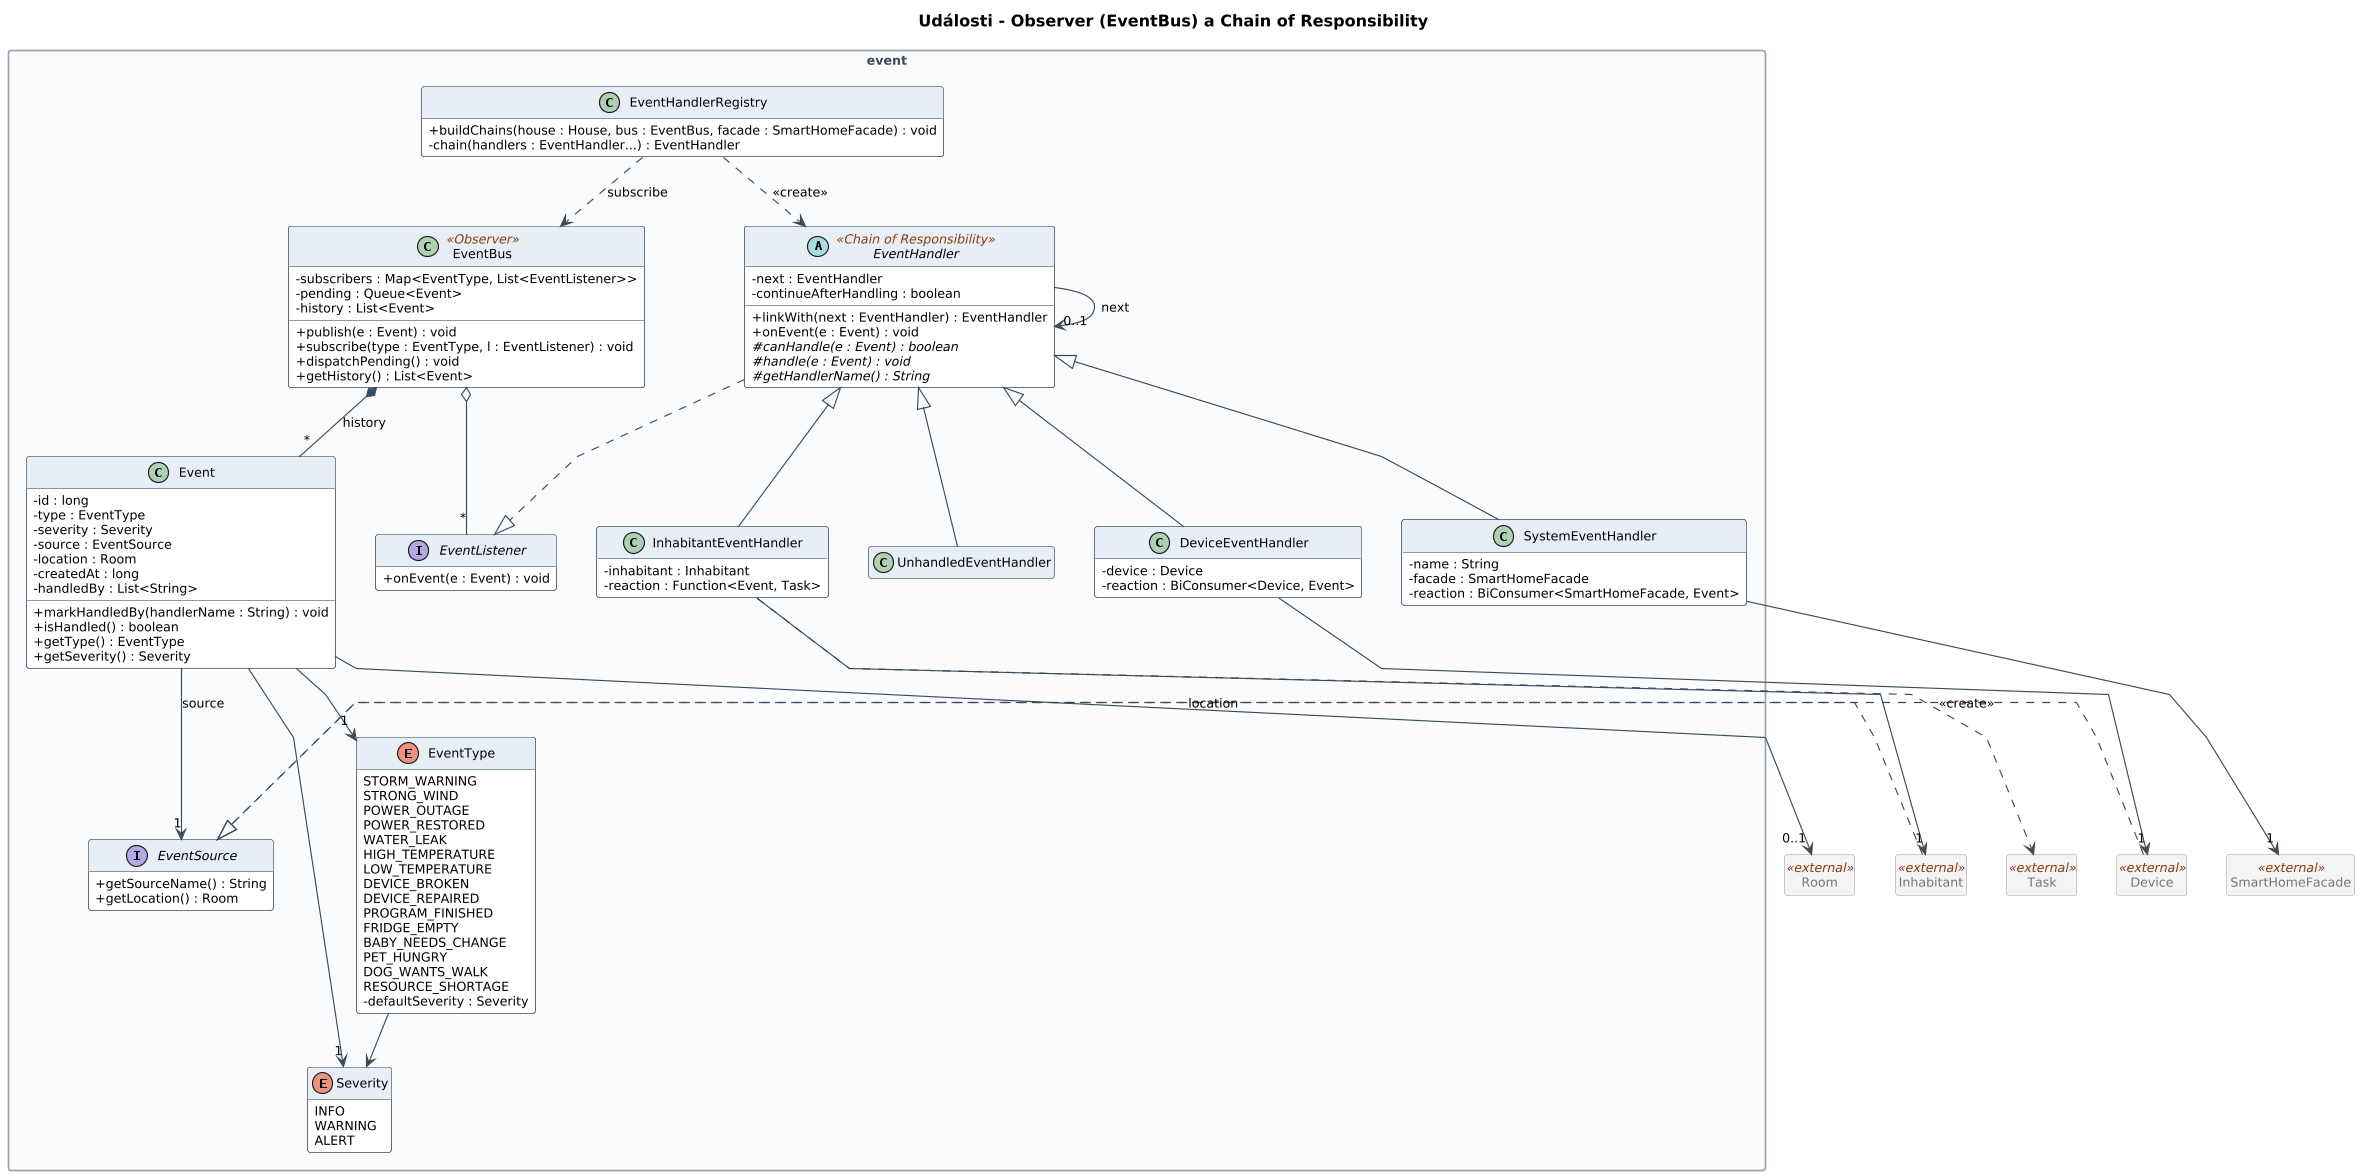 Události - Observer (EventBus) a Chain of Responsibility
event
C EventHandlerRegistry
+buildChains(house : House, bus : EventBus, facade : SmartHomeFacade) : void
-chain(handlers : EventHandler...) : EventHandler
subscribe
«create»
C «Observer»
EventBus
-subscribers : Map<EventType, List<EventListener>>
-pending : Queue<Event>
-history : List<Event>
+publish(e : Event) : void
+subscribe(type : EventType, l : EventListener) : void
+dispatchPending() : void
+getHistory() : List<Event>
A «Chain of Responsibility»
EventHandler
-next : EventHandler
-continueAfterHandling : boolean
+linkWith(next : EventHandler) : EventHandler
+onEvent(e : Event) : void
#canHandle(e : Event) : boolean
#handle(e : Event) : void
#getHandlerName() : String
next
0..1
history
*
*
C Event
-id : long
-type : EventType
-severity : Severity
-source : EventSource
-location : Room
-createdAt : long
-handledBy : List<String>
+markHandledBy(handlerName : String) : void
+isHandled() : boolean
+getType() : EventType
+getSeverity() : Severity
I EventListener
+onEvent(e : Event) : void
C InhabitantEventHandler
-inhabitant : Inhabitant
-reaction : Function<Event, Task>
C UnhandledEventHandler
C DeviceEventHandler
-device : Device
-reaction : BiConsumer<Device, Event>
C SystemEventHandler
-name : String
-facade : SmartHomeFacade
-reaction : BiConsumer<SmartHomeFacade, Event>
source
location
«create»
1
1
1
0..1
1
1
1
I EventSource
+getSourceName() : String
+getLocation() : Room
E EventType
STORM_WARNING
STRONG_WIND
POWER_OUTAGE
POWER_RESTORED
WATER_LEAK
HIGH_TEMPERATURE
LOW_TEMPERATURE
DEVICE_BROKEN
DEVICE_REPAIRED
PROGRAM_FINISHED
FRIDGE_EMPTY
BABY_NEEDS_CHANGE
PET_HUNGRY
DOG_WANTS_WALK
RESOURCE_SHORTAGE
-defaultSeverity : Severity
«external»
Room
«external»
Inhabitant
«external»
Task
«external»
Device
«external»
SmartHomeFacade
E Severity
INFO
WARNING
ALERT